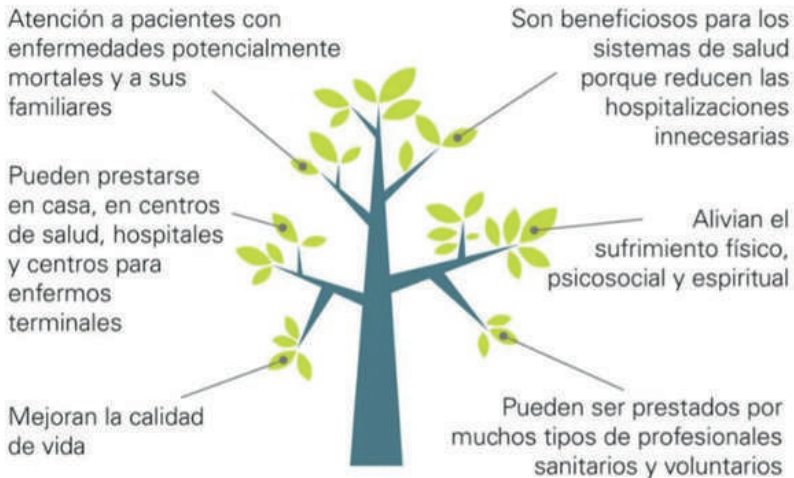 Atención a pacientes con
enfermedades potencialmente
mortales y a sus
familiares
Son beneficiosos para los
sistemas de salud
porque reducen las
hospitalizaciones
innecesarias
Pueden prestarse
en casa, en centros
de salud, hospitales
y centros para
enfermos
terminales
Alivian el
sufrimiento físico,
psicosocial y espiritual
Mejoran la calidad
de vida
Pueden ser prestados por
muchos tipos de profesionales
sanitarios y voluntarios